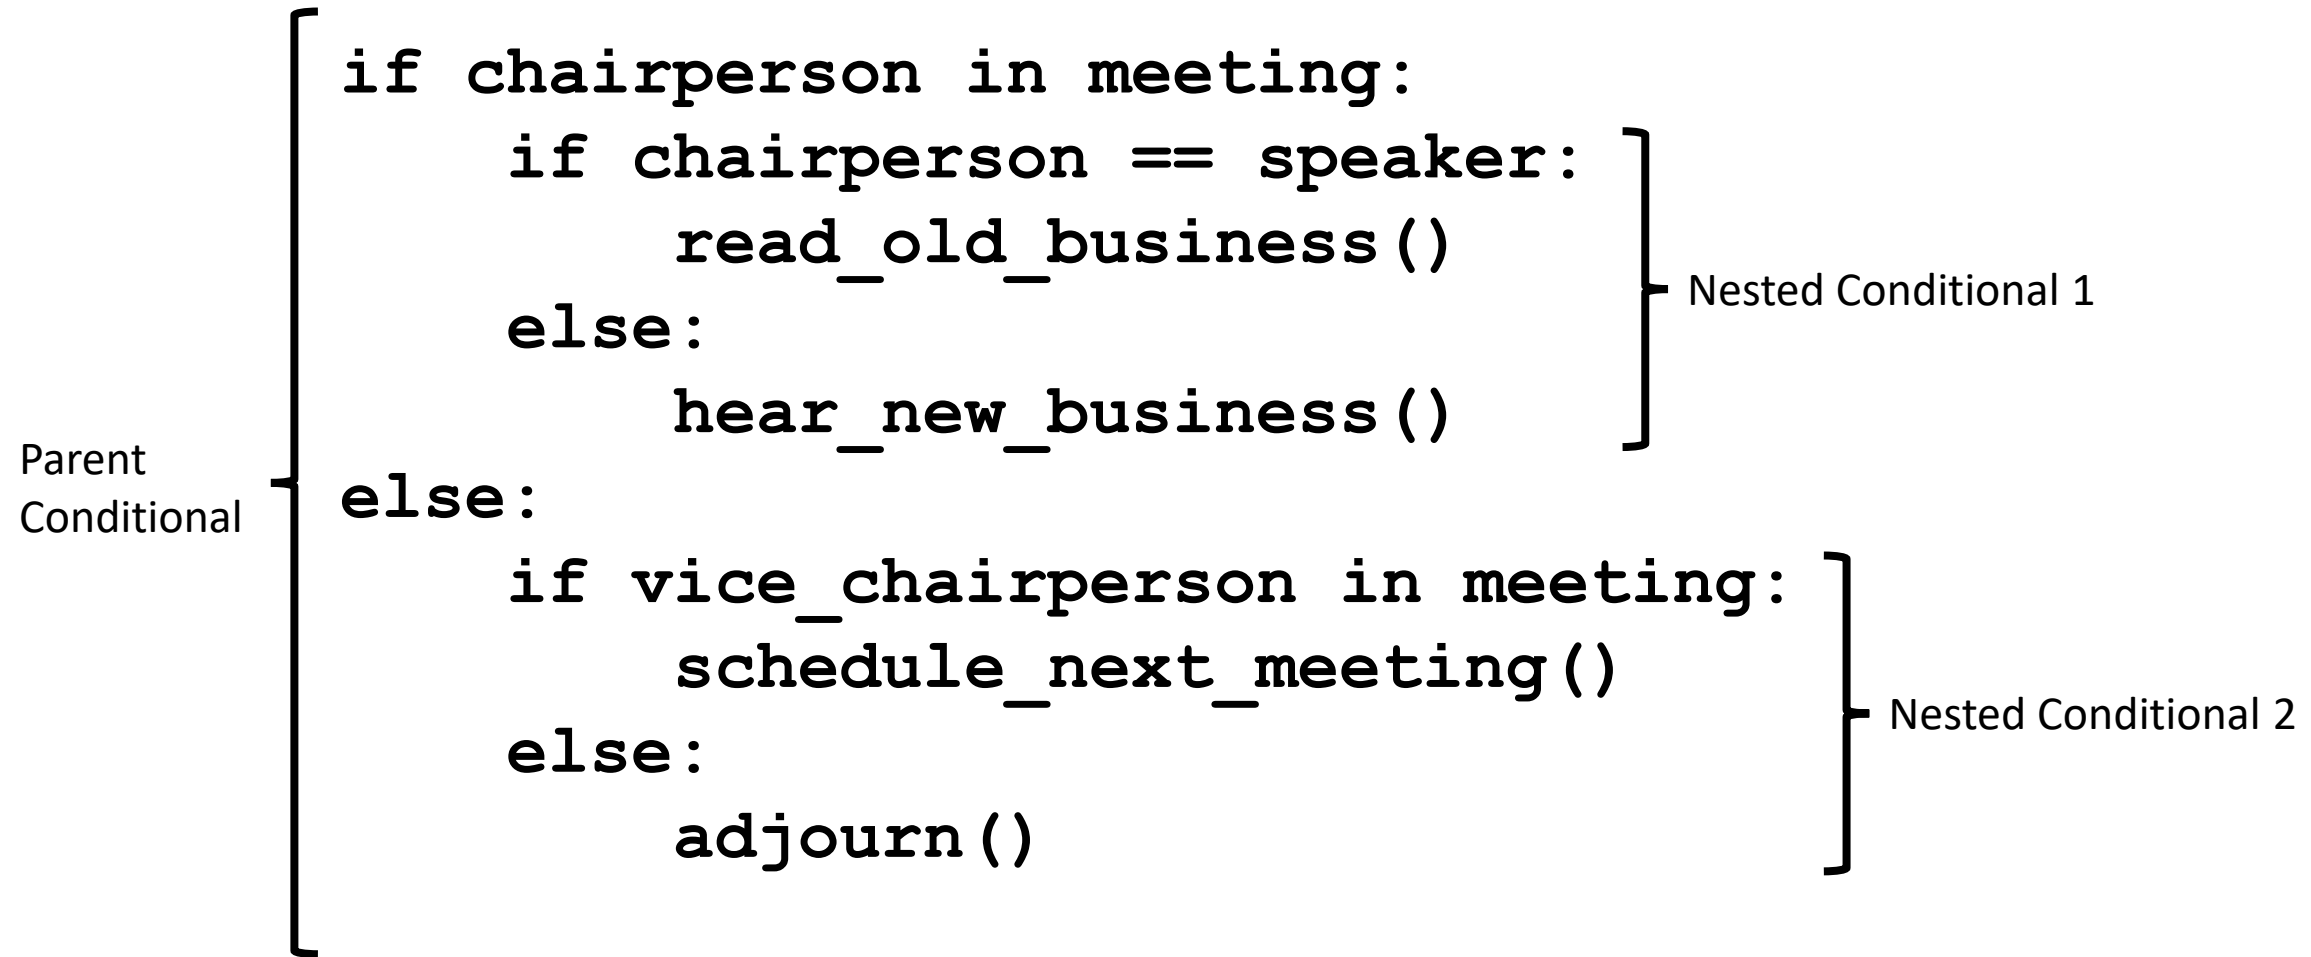 if chairperson in meeting:
    if chairperson == speaker:
        read_old_business()
    else:
        hear_new_business()
else:
    if vice_chairperson in meeting:
        schedule_next_meeting()
    else:
        adjourn()
Parent
Conditional
Nested Conditional 1
Nested Conditional 2